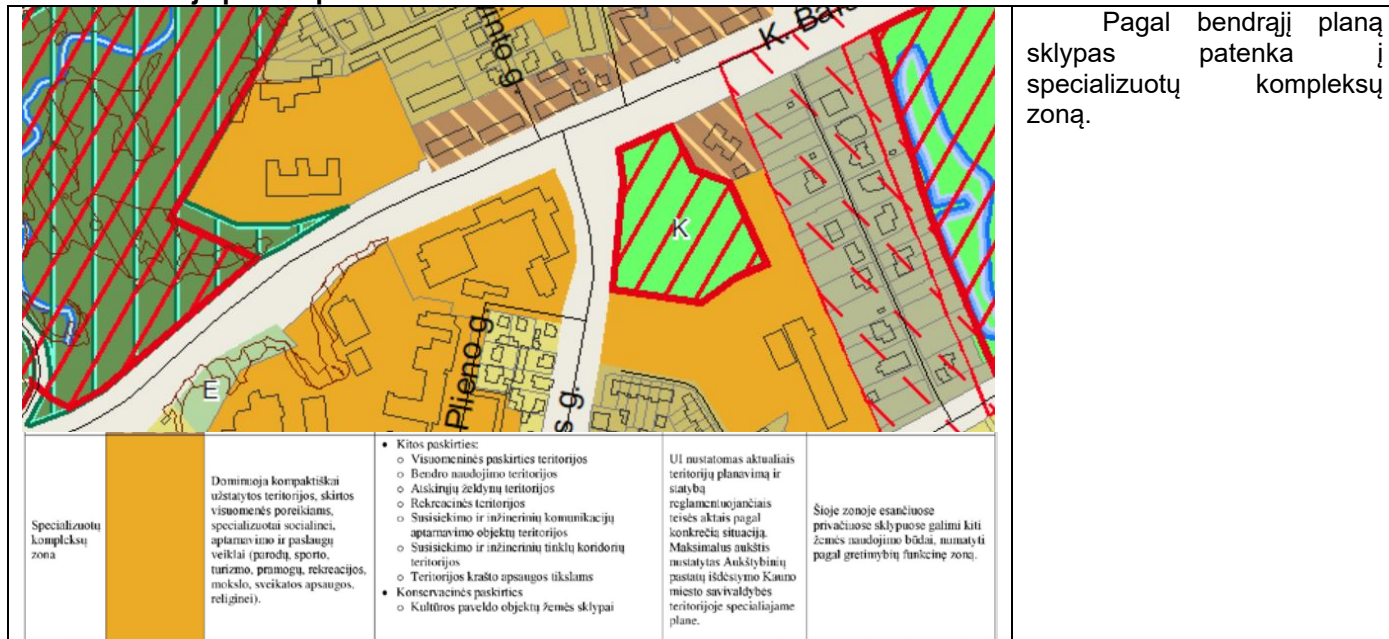 Pagal bendrąjį planą
sklypas patenka į
specializuotų kompleksų
zoną.
K. Ba
into g.
K
E
Plieno g.
s g.
Specializuotų
kompleksų
zona
Dominuoja kompaktiškai
užstatytos teritorijos, skirtos
visuomenės poreikiams,
specializuotai socialinei,
aptarnavimo ir paslaugų
veiklai (parodų, sporto,
turizmo, pramogų, rekreacijos,
mokslo, sveikatos apsaugos,
religinei).
• Kitos paskirties:
o Visuomeninės paskirties teritorijos
o Bendro naudojimo teritorijos
o Atskirųjų želdynų teritorijos
o Rekreacinės teritorijos
o Susisiekimo ir inžinerinių komunikacijų
aptarnavimo objektų teritorijos
o Susisiekimo ir inžinerinių tinklų koridorių
teritorijos
o Teritorijos krašto apsaugos tikslams
• Konservacinės paskirties
o Kultūros paveldo objektų žemės sklypai
UI nustatomas aktualiais
teritorijų planavimą ir
statybą
reglamentuojančiais
teisės aktais pagal
konkrečią situaciją.
Maksimalus aukštis
nustatytas Aukštybinių
pastatų išdėstymo Kauno
miesto savivaldybės
teritorijoje specialiajame
plane.
Šioje zonoje esančiuose
privačiuose sklypuose galimi kiti
žemės naudojimo būdai, numatyti
pagal gretimybių funkcinę zoną.